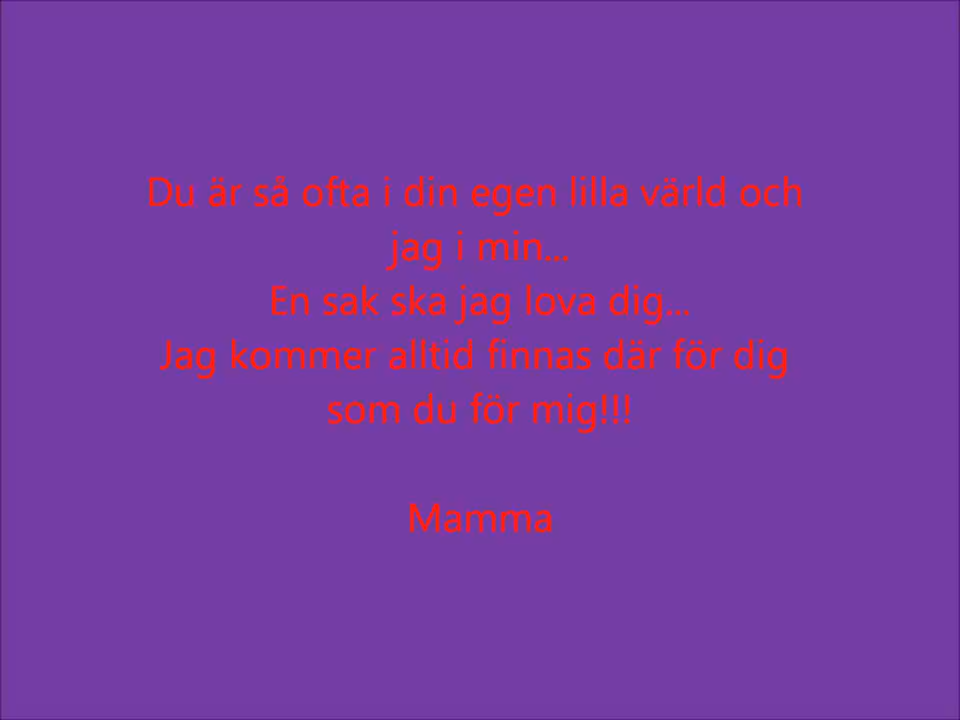 Du är så ofta i din egen lilla värld och
jag i min...
En sak ska jag lova dig...
Jag kommer alltid finnas där för dig
som du för mig!!!
Mamma